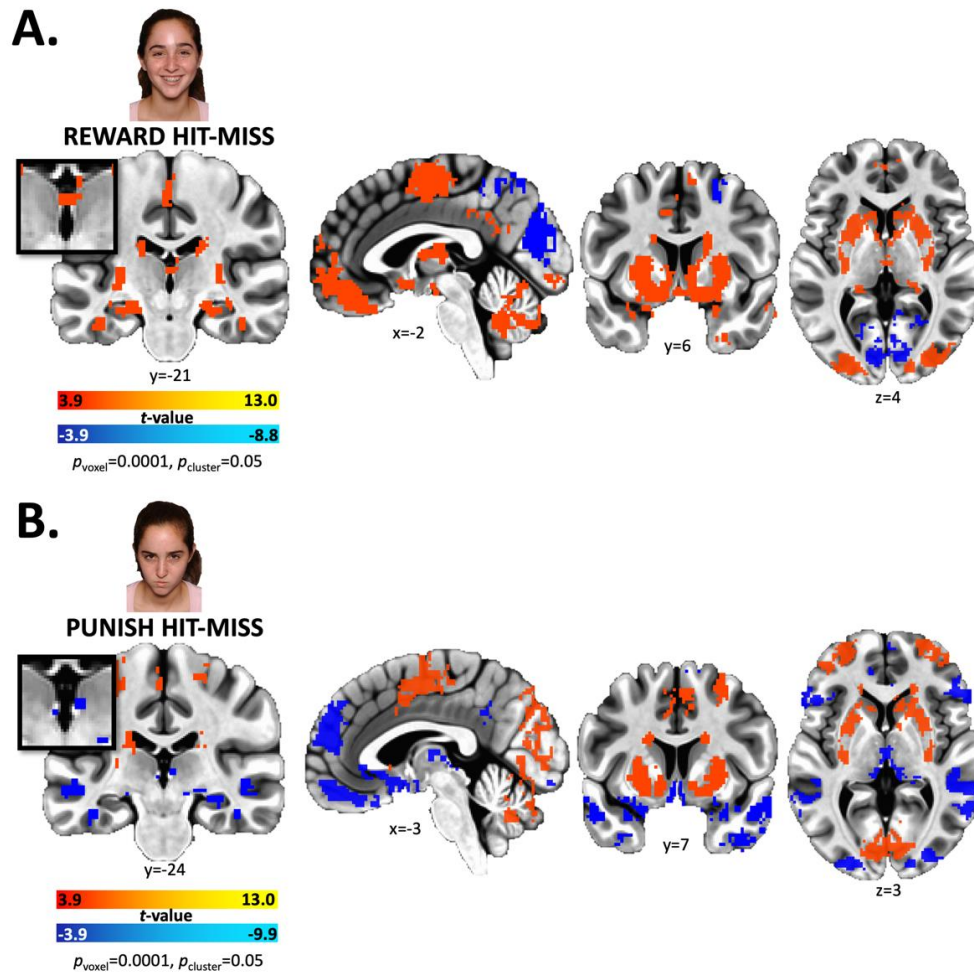 A.
REWARD HIT-MISS
y=-21
x=-2
y=6
z=4
3.9 13.0
t-value
-3.9 -8.8
pvoxel=0.0001, pcluster=0.05
B.
PUNISH HIT-MISS
y=-24
x=-3
y=7
z=3
3.9 13.0
t-value
-3.9 -9.9
pvoxel=0.0001, pcluster=0.05